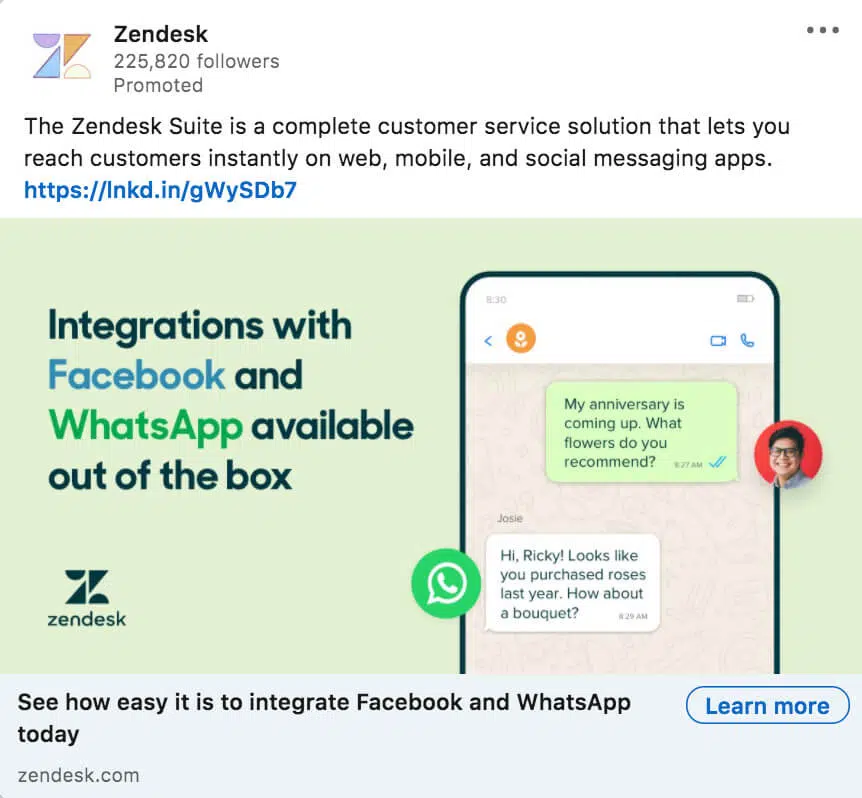 Zendesk
225,820 followers
Promoted
The Zendesk Suite is a complete customer service solution that lets you
reach customers instantly on web, mobile, and social messaging apps.
https://lnkd.in/gWySDb7
Integrations with
Facebook and
WhatsApp available
out of the box
zendesk
8:30
My anniversary is
coming up. What
flowers do you
recommend? 8:27 AM
Josie
Hi, Ricky! Looks like
you purchased roses
last year. How about
a bouquet? 8:29 AM
See how easy it is to integrate Facebook and WhatsApp
today
Learn more
zendesk.com